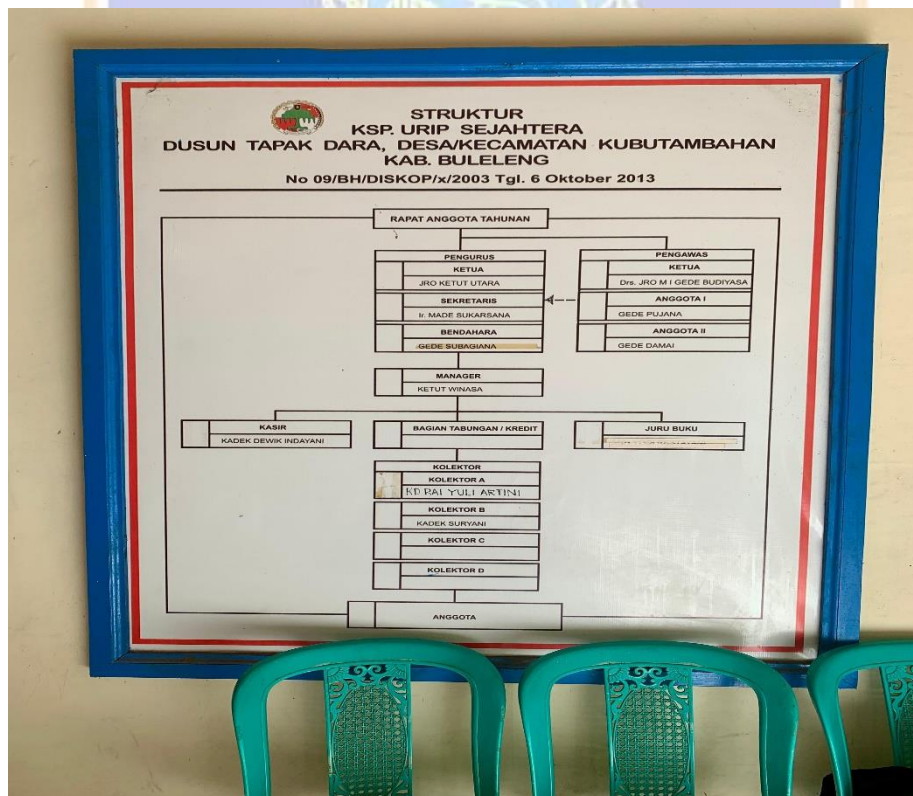 STRUKTUR
KSP. URIP SEJAHTERA
DUSUN TAPAK DARA, DESA/KECAMATAN KUBUTAMBAHAN
KAB. BULELENG
No 09/BH/DISKOP/x/2003 Tgl. 6 Oktober 2013
RAPAT ANGGOTA TAHUNAN
PENGURUS
KETUA
JRO KETUT UTARA
SEKRETARIS
Ir. MADE SUKARSANA
BENDAHARA
GEDE SUBAGIANA
PENGAWAS
KETUA
Drs. JRO M I GEDE BUDIYASA
ANGGOTA I
GEDE PUJANA
ANGGOTA II
GEDE DAMAI
MANAGER
KETUT WINASA
KASIR
KADEK DEWIK INDAYANI
BAGIAN TABUNGAN / KREDIT
JURU BUKU
KOLEKTOR
KOLEKTOR A
KD RAI YULI ARTINI
KOLEKTOR B
KADEK SURYANI
KOLEKTOR C
KOLEKTOR D
ANGGOTA